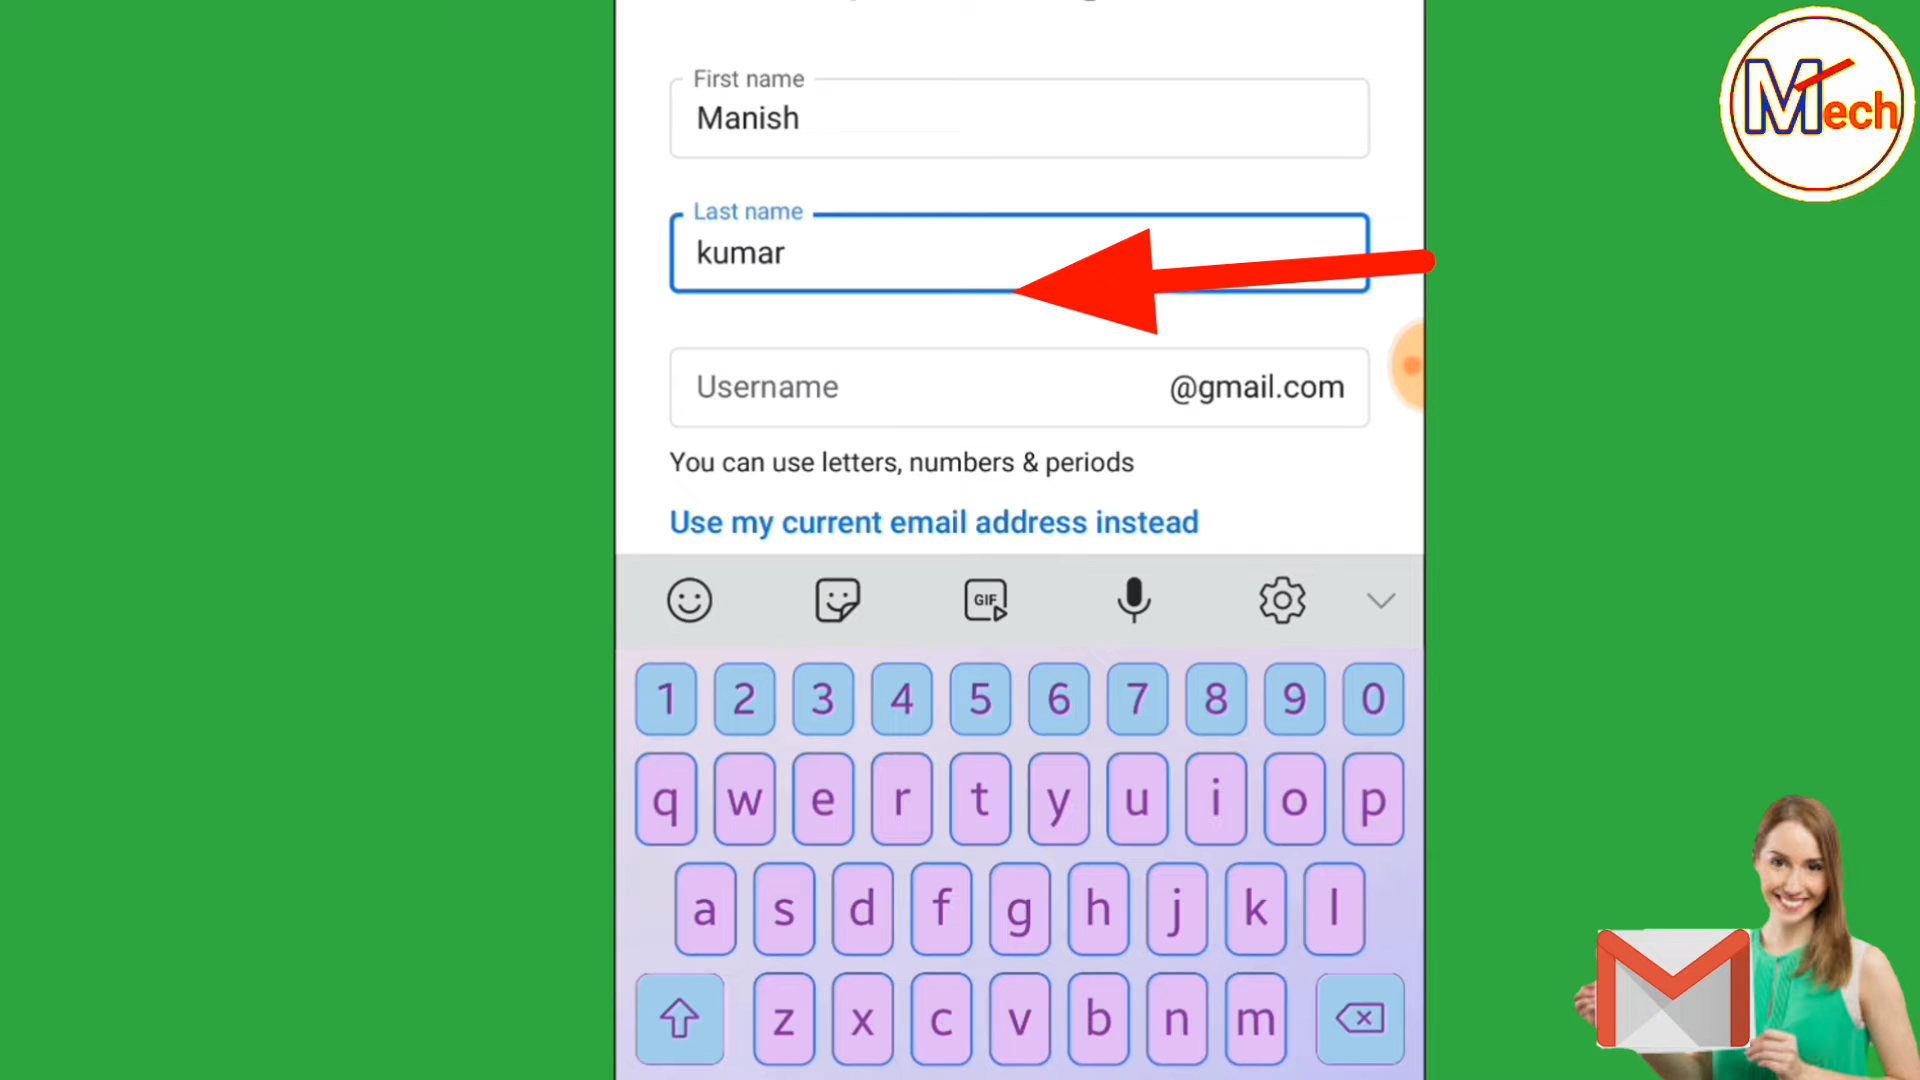 First name
Manish
Last name
kumar
Username @gmail.com
You can use letters, numbers & periods
Use my current email address instead
GIF
1 2 3 4 5 6 7 8 9 0
q w e r t y u i o p
a s d f g h j k l
z x c v b n m
Mech